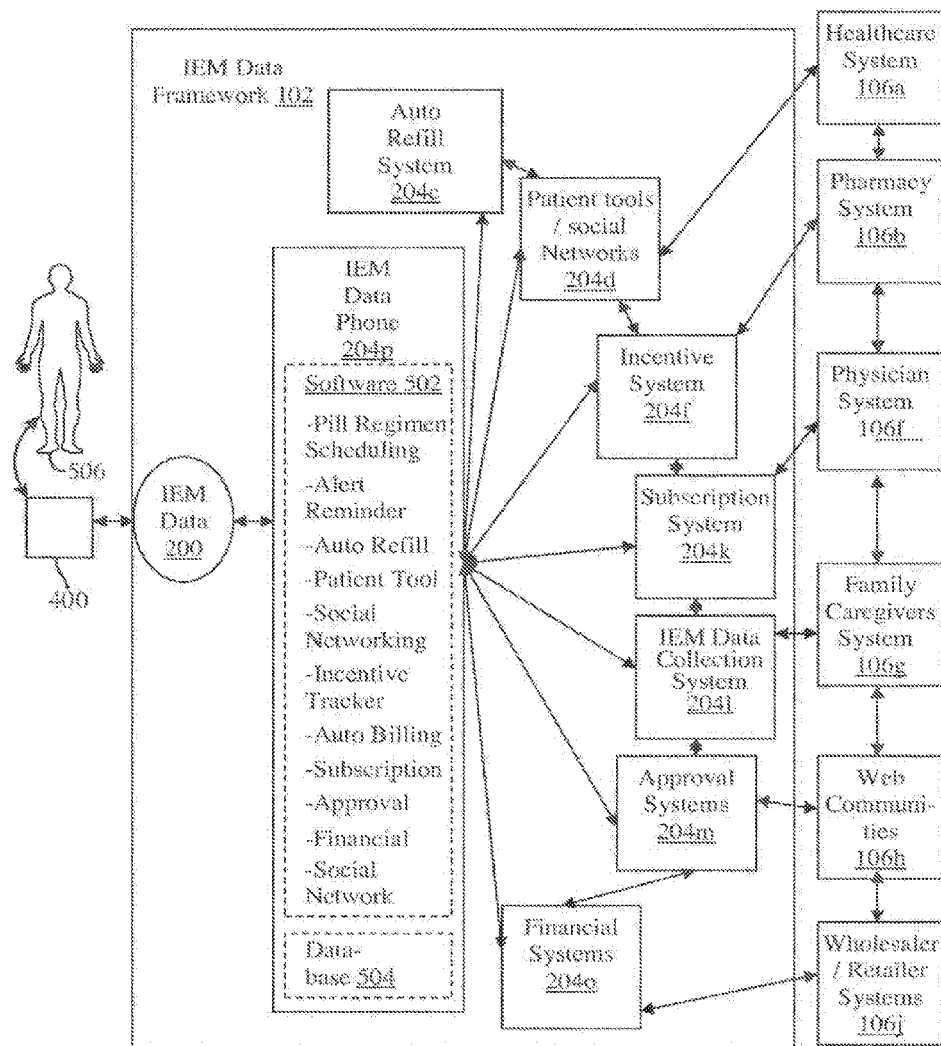 IEM Data
Framework 102
Auto
Refill
System
204c
Patient tools
/ social
Networks
204d
Healthcare
System
106a
Pharmacy
System
106b
IEM
Data
Phone
204p
Software 502
-Pill Regimen
Scheduling
-Alert
Reminder
-Auto Refill
-Patient Tool
-Social
Networking
-Incentive
Tracker
-Auto Billing
-Subscription
-Approval
-Financial
-Social
Network
Data-
base 504
506
400
IEM
Data
200
Incentive
System
204f
Physician
System
106f
Subscription
System
204k
IEM Data
Collection
System
204l
Family
Caregivers
System
106g
Approval
Systems
204m
Web
Communi-
ties
106h
Financial
Systems
204o
Wholesaler
/ Retailer
Systems
106j